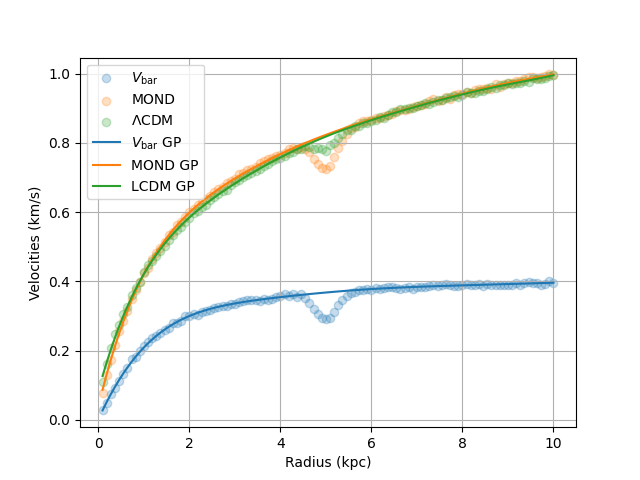 1.0
0.8
0.6
0.4
0.2
0.0
Velocities (km/s)
V_bar
MOND
ΛCDM
V_bar GP
MOND GP
LCDM GP
0 2 4 6 8 10
Radius (kpc)